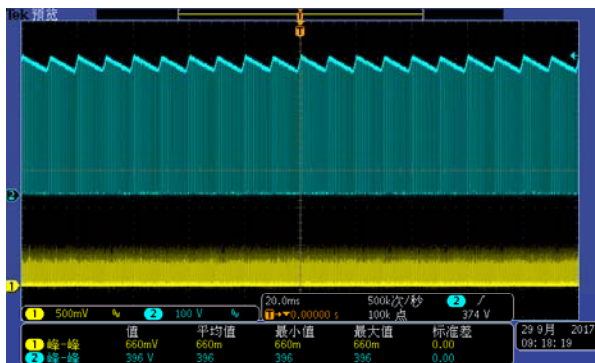 Tek 预览
T
T
2
1
1 500mV 2 100 V
20.0ms 500k次/秒 2
T→▼0.00000 s 100k 点 374 V
值 平均值 最小值 最大值 标准差
1 峰-峰 660mV 660m 660m 660m 0.00
2 峰-峰 396 V 396 396 396 0.00
29 9月 2017
09:18:19